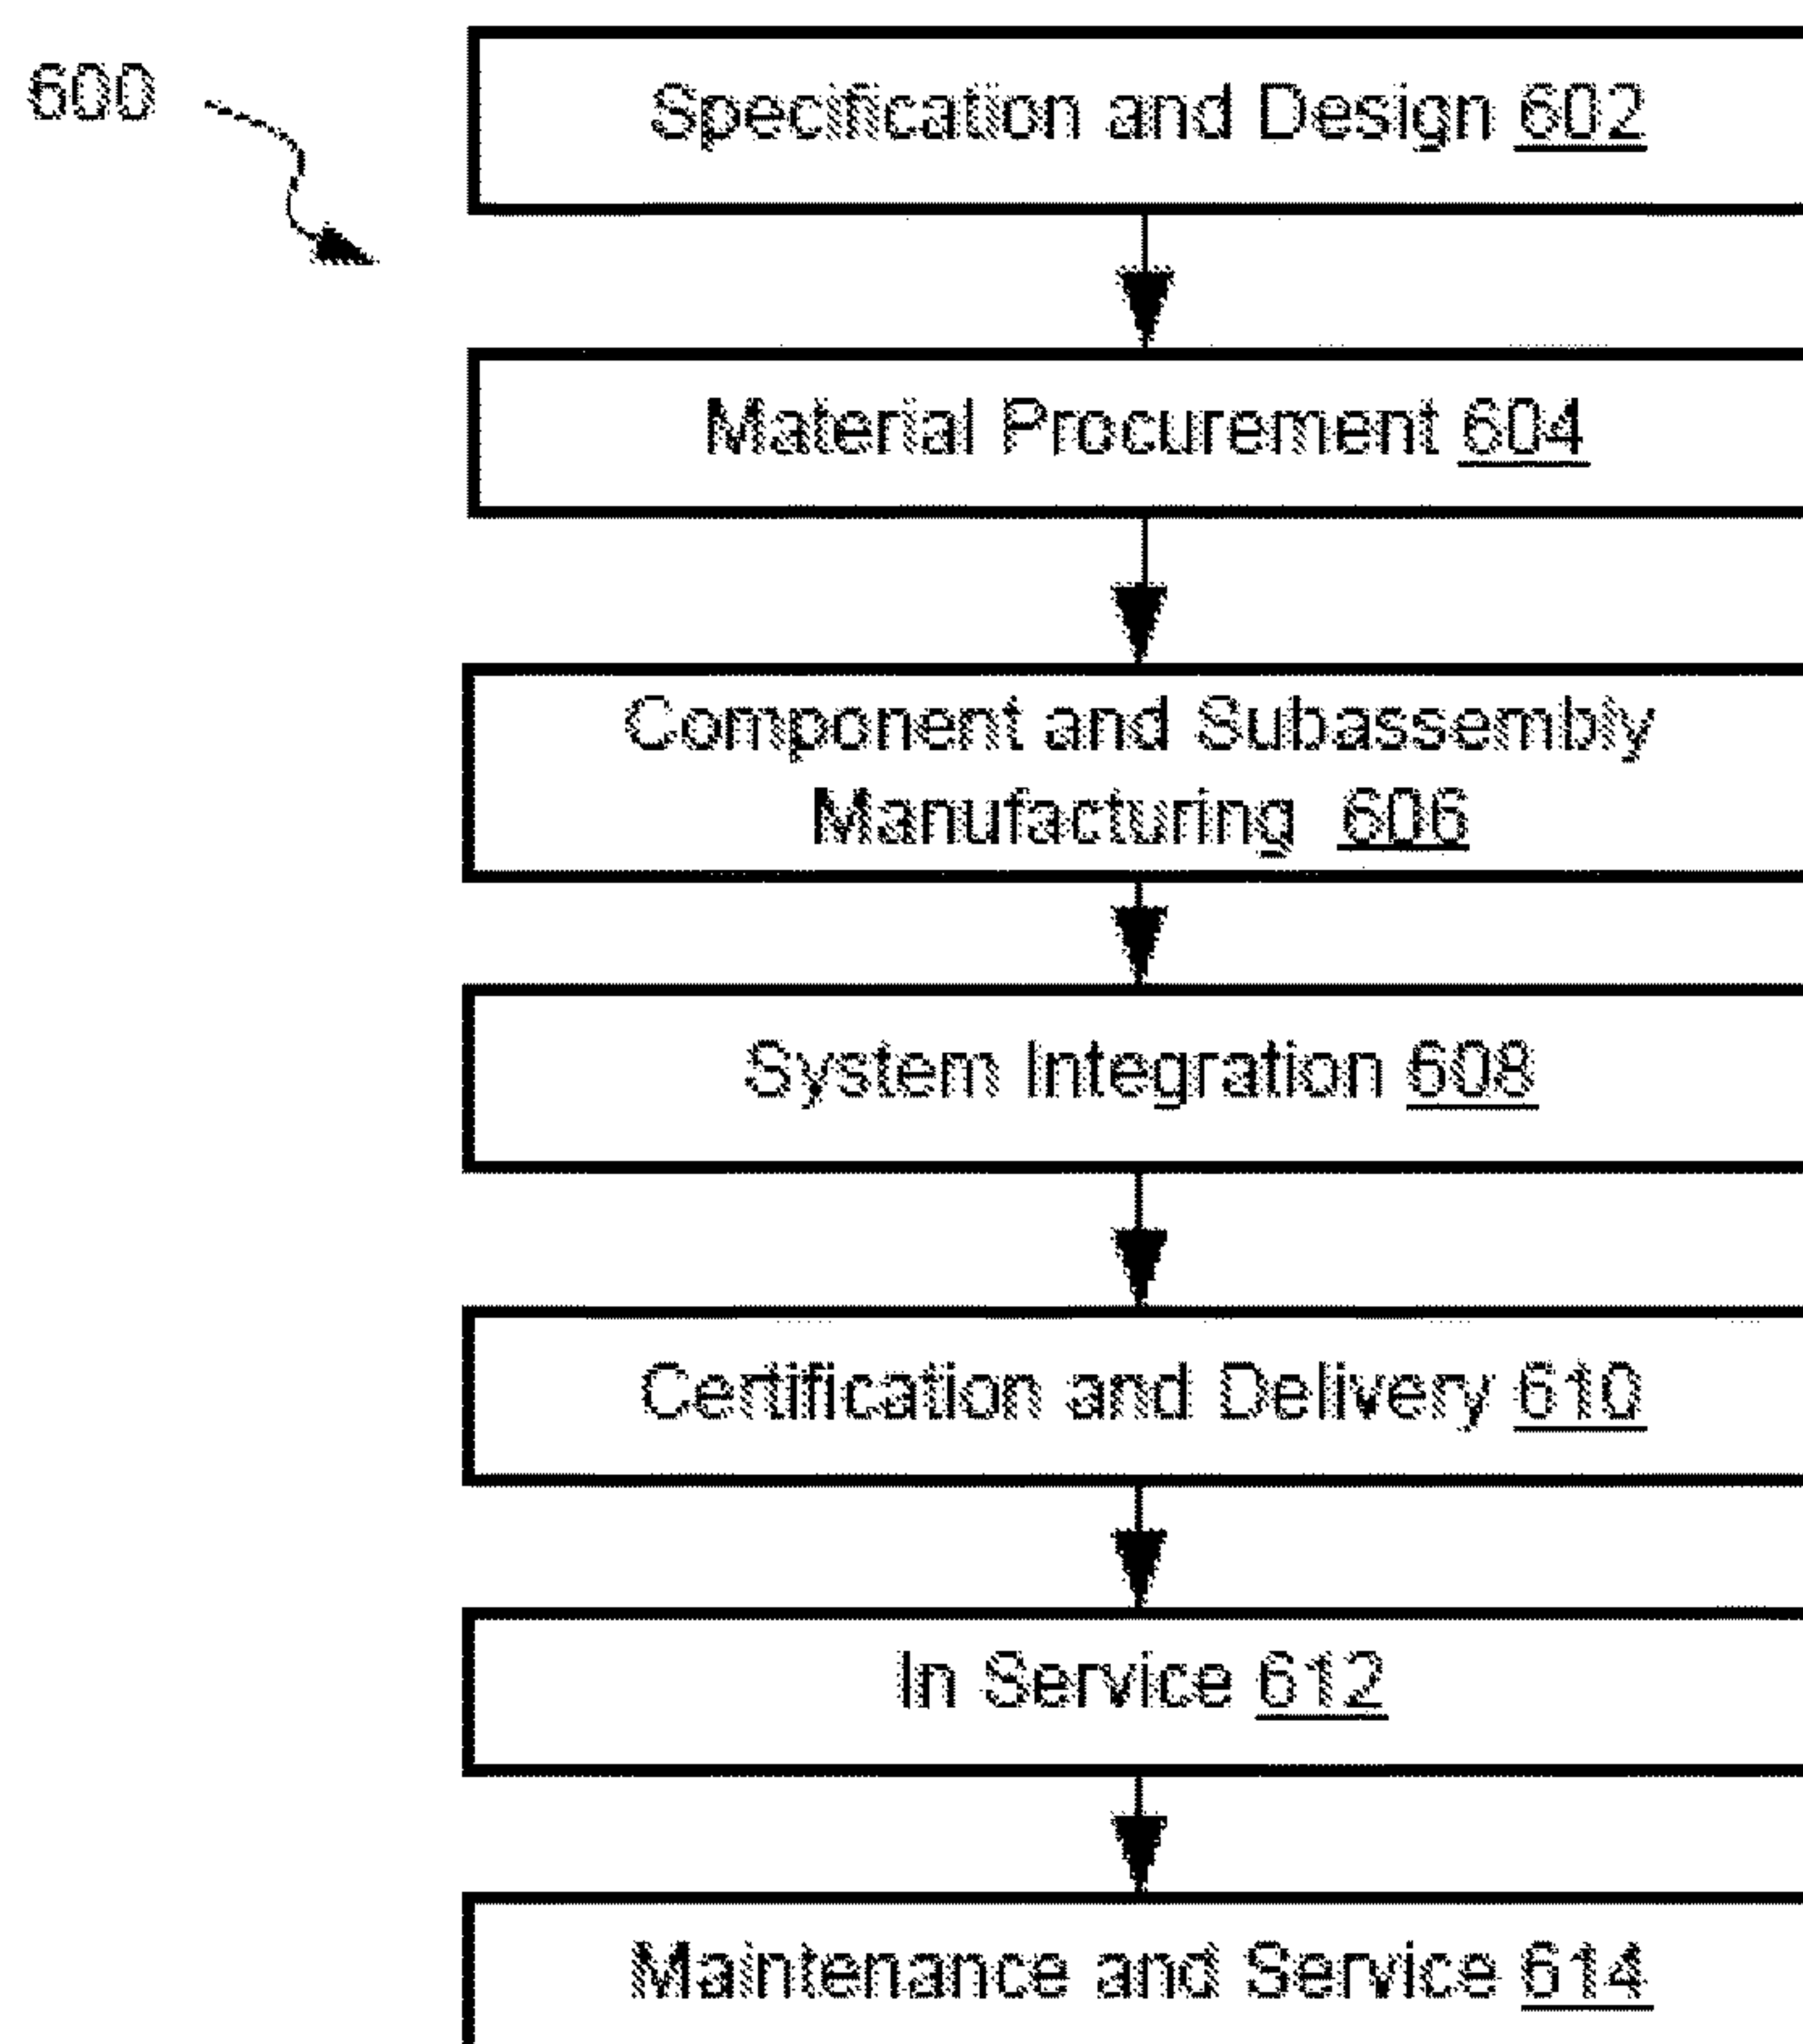 600
Specification and Design 602
Material Procurement 604
Component and Subassembly
Manufacturing 606
System Integration 608
Certification and Delivery 610
In Service 612
Maintenance and Service 614